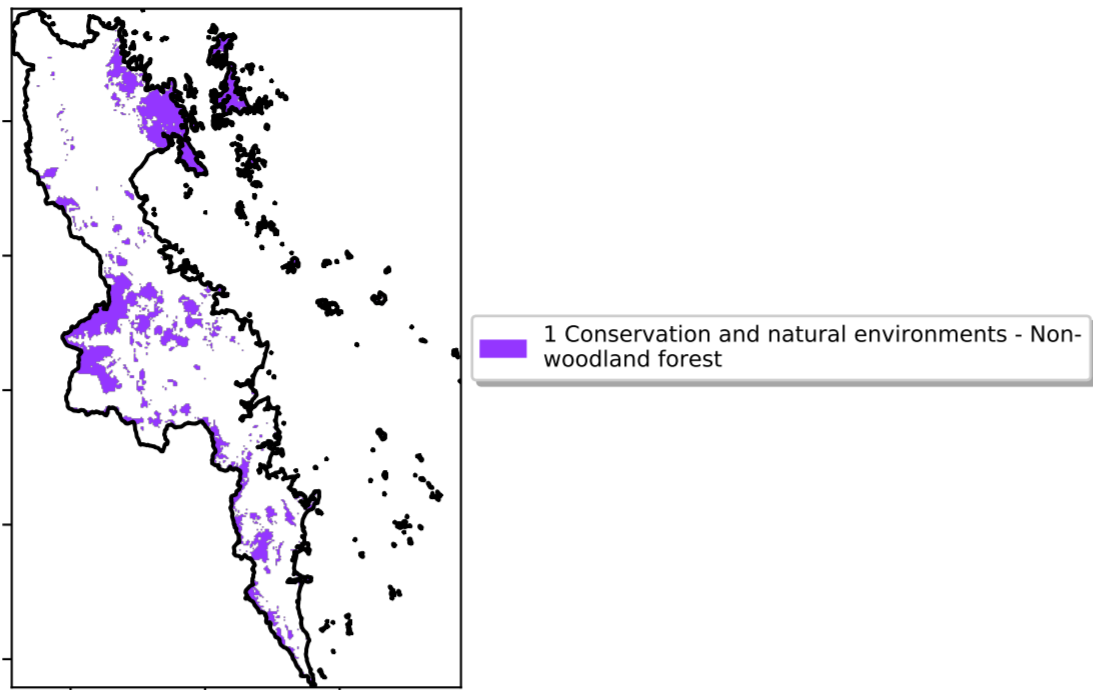 1 Conservation and natural environments - Non-
woodland forest